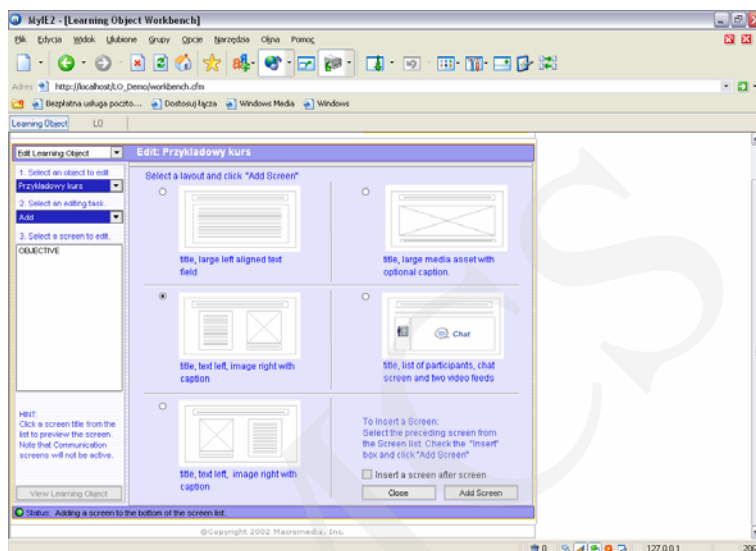 MyIE2 - [Learning Object Workbench]
Plik Edycja Widok Ulubione Grupy Opcje Narzędzia Okna Pomoc
Adres http://localhost/LO_Demo/workbench.cfm
Bezpłatna usługa poczto... Dostosuj łącza Windows Media Windows
Learning Object LO
Edit Learning Object
Edit: Przykładowy kurs
1. Select an object to edit
Przykładowy kurs
2. Select an editing task.
Add
3. Select a screen to edit.
OBJECTIVE
HINT:
Click a screen title from the
list to preview the screen.
Note that Communication
screens will not be active.
View Learning Object
Select a layout and click "Add Screen"
title, large left aligned text
field
title, large media asset with
optional caption.
title, text left, image right with
caption
Chat
title, list of participants, chat
screen and two video feeds
title, text left, image right with
caption
To Insert a Screen:
Select the preceding screen from
the Screen list. Check the "Insert"
box and click "Add Screen"
Insert a screen after screen
Close Add Screen
Status: Adding a screen to the bottom of the screen list.
©Copyright 2002 Macromedia, Inc.
0 127.0.0.1